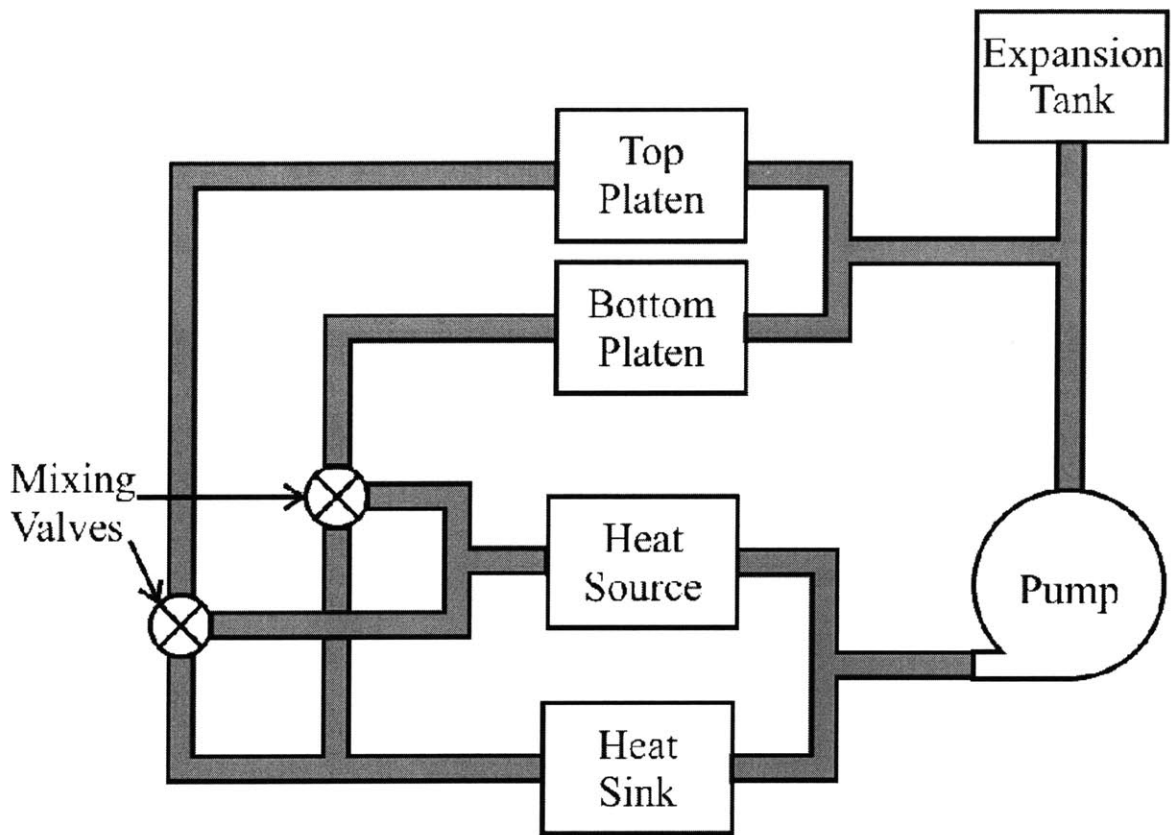 Expansion
Tank
Top
Platen
Bottom
Platen
Mixing
Valves
Heat
Source
Pump
Heat
Sink